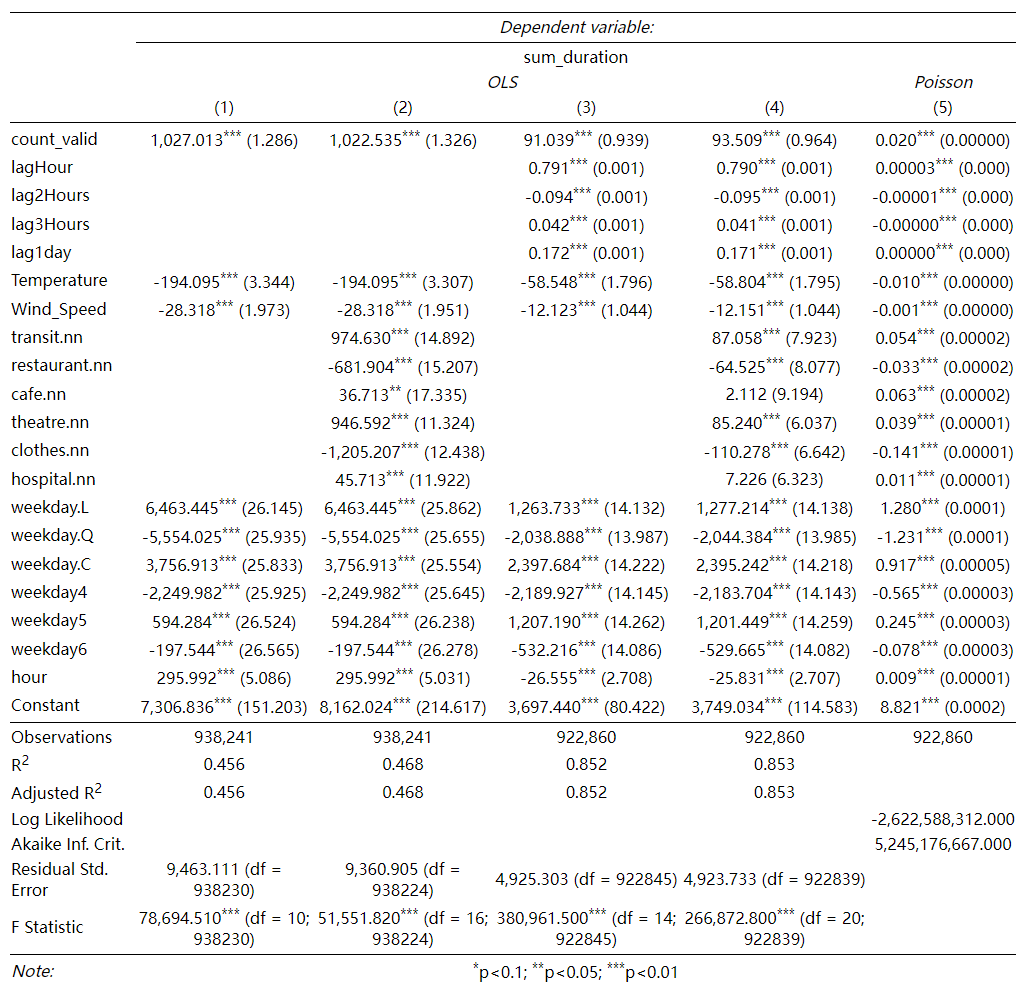 Dependent variable:
sum_duration
OLS Poisson
(1) (2) (3) (4) (5)
count_valid 1,027.013*** (1.286) 1,022.535*** (1.326) 91.039*** (0.939) 93.509*** (0.964) 0.020*** (0.00000)
lagHour 0.791*** (0.001) 0.790*** (0.001) 0.00003*** (0.000)
lag2Hours -0.094*** (0.001) -0.095*** (0.001) -0.00001*** (0.000)
lag3Hours 0.042*** (0.001) 0.041*** (0.001) -0.00000*** (0.000)
lag1day 0.172*** (0.001) 0.171*** (0.001) 0.00000*** (0.000)
Temperature -194.095*** (3.344) -194.095*** (3.307) -58.548*** (1.796) -58.804*** (1.795) -0.010*** (0.00000)
Wind_Speed -28.318*** (1.973) -28.318*** (1.951) -12.123*** (1.044) -12.151*** (1.044) -0.001*** (0.00000)
transit.nn 974.630*** (14.892) 87.058*** (7.923) 0.054*** (0.00002)
restaurant.nn -681.904*** (15.207) -64.525*** (8.077) -0.033*** (0.00002)
cafe.nn 36.713** (17.335) 2.112 (9.194) 0.063*** (0.00002)
theatre.nn 946.592*** (11.324) 85.240*** (6.037) 0.039*** (0.00001)
clothes.nn -1,205.207*** (12.438) -110.278*** (6.642) -0.141*** (0.00001)
hospital.nn 45.713*** (11.922) 7.226 (6.323) 0.011*** (0.00001)
weekday.L 6,463.445*** (26.145) 6,463.445*** (25.862) 1,263.733*** (14.132) 1,277.214*** (14.138) 1.280*** (0.0001)
weekday.Q -5,554.025*** (25.935) -5,554.025*** (25.655) -2,038.888*** (13.987) -2,044.384*** (13.985) -1.231*** (0.0001)
weekday.C 3,756.913*** (25.833) 3,756.913*** (25.554) 2,397.684*** (14.222) 2,395.242*** (14.218) 0.917*** (0.00005)
weekday4 -2,249.982*** (25.925) -2,249.982*** (25.645) -2,189.927*** (14.145) -2,183.704*** (14.143) -0.565*** (0.00003)
weekday5 594.284*** (26.524) 594.284*** (26.238) 1,207.190*** (14.262) 1,201.449*** (14.259) 0.245*** (0.00003)
weekday6 -197.544*** (26.565) -197.544*** (26.278) -532.216*** (14.086) -529.665*** (14.082) -0.078*** (0.00003)
hour 295.992*** (5.086) 295.992*** (5.031) -26.555*** (2.708) -25.831*** (2.707) 0.009*** (0.00001)
Constant 7,306.836*** (151.203) 8,162.024*** (214.617) 3,697.440*** (80.422) 3,749.034*** (114.583) 8.821*** (0.0002)
Observations 938,241 938,241 922,860 922,860 922,860
R2 0.456 0.468 0.852 0.853
Adjusted R2 0.456 0.468 0.852 0.853
Log Likelihood -2,622,588,312.000
Akaike Inf. Crit. 5,245,176,667.000
Residual Std. Error 9,463.111 (df = 938230) 9,360.905 (df = 938224) 4,925.303 (df = 922845) 4,923.733 (df = 922839)
F Statistic 78,694.510*** (df = 10; 938230) 51,551.820*** (df = 16; 938224) 380,961.500*** (df = 14; 922845) 266,872.800*** (df = 20; 922839)
Note: *p<0.1; **p<0.05; ***p<0.01